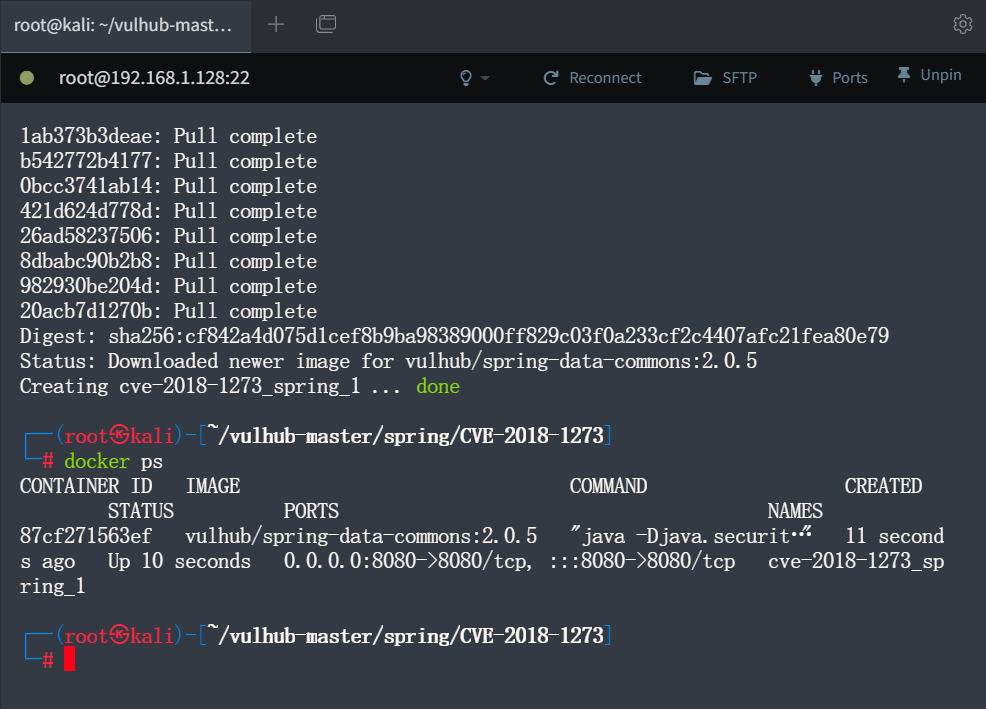 root@kali: ~/vulhub-mast...
root@192.168.1.128:22
Reconnect
SFTP
Ports
Unpin
1ab373b3deae: Pull complete
b542772b4177: Pull complete
0bcc3741ab14: Pull complete
421d624d778d: Pull complete
26ad58237506: Pull complete
8dbabc90b2b8: Pull complete
982930be204d: Pull complete
20acb7d1270b: Pull complete
Digest: sha256:cf842a4d075d1cef8b9ba98389000ff829c03f0a233cf2c4407afc21fea80e79
Status: Downloaded newer image for vulhub/spring-data-commons:2.0.5
Creating cve-2018-1273_spring_1 ... done
┌──(root㉿kali)-[~/vulhub-master/spring/CVE-2018-1273]
└─# docker ps
CONTAINER ID   IMAGE                              COMMAND                  CREATED
        STATUS          PORTS                                       NAMES
87cf271563ef   vulhub/spring-data-commons:2.0.5   "java -Djava.securit…"   11 second
s ago   Up 10 seconds   0.0.0.0:8080->8080/tcp, :::8080->8080/tcp   cve-2018-1273_sp
ring_1
┌──(root㉿kali)-[~/vulhub-master/spring/CVE-2018-1273]
└─#